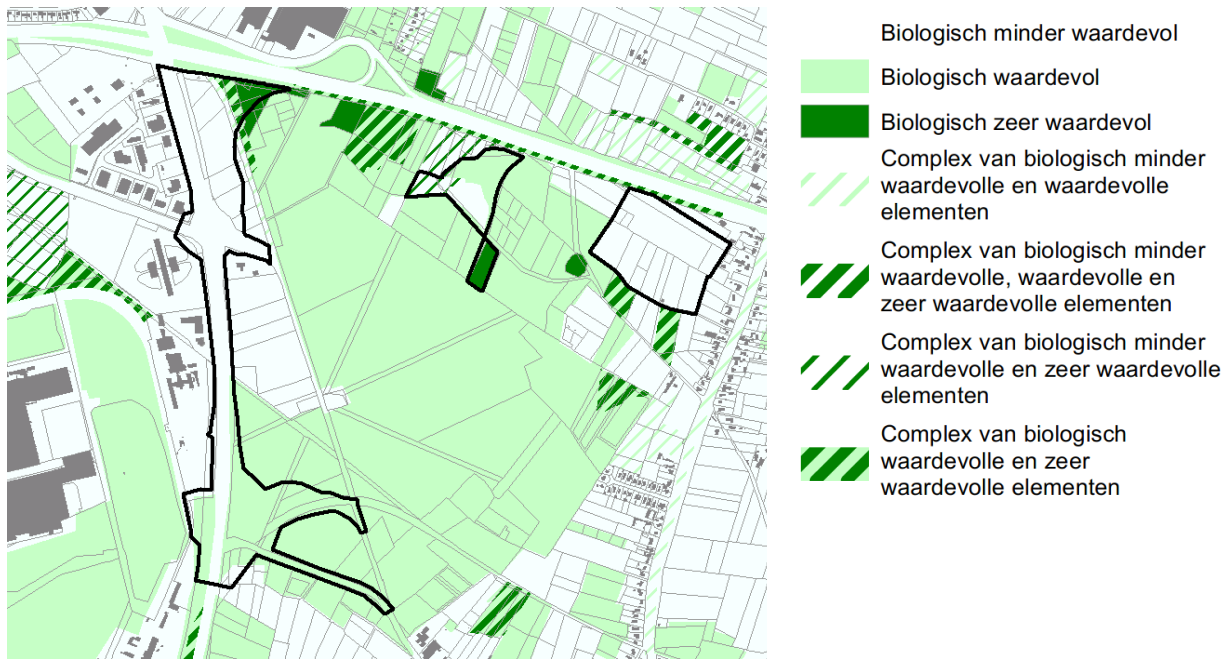 Biologisch minder waardevol
Biologisch waardevol
Biologisch zeer waardevol
Complex van biologisch minder
waardevolle en waardevolle
elementen
Complex van biologisch minder
waardevolle, waardevolle en
zeer waardevolle elementen
Complex van biologisch minder
waardevolle en zeer waardevolle
elementen
Complex van biologisch
waardevolle en zeer
waardevolle elementen